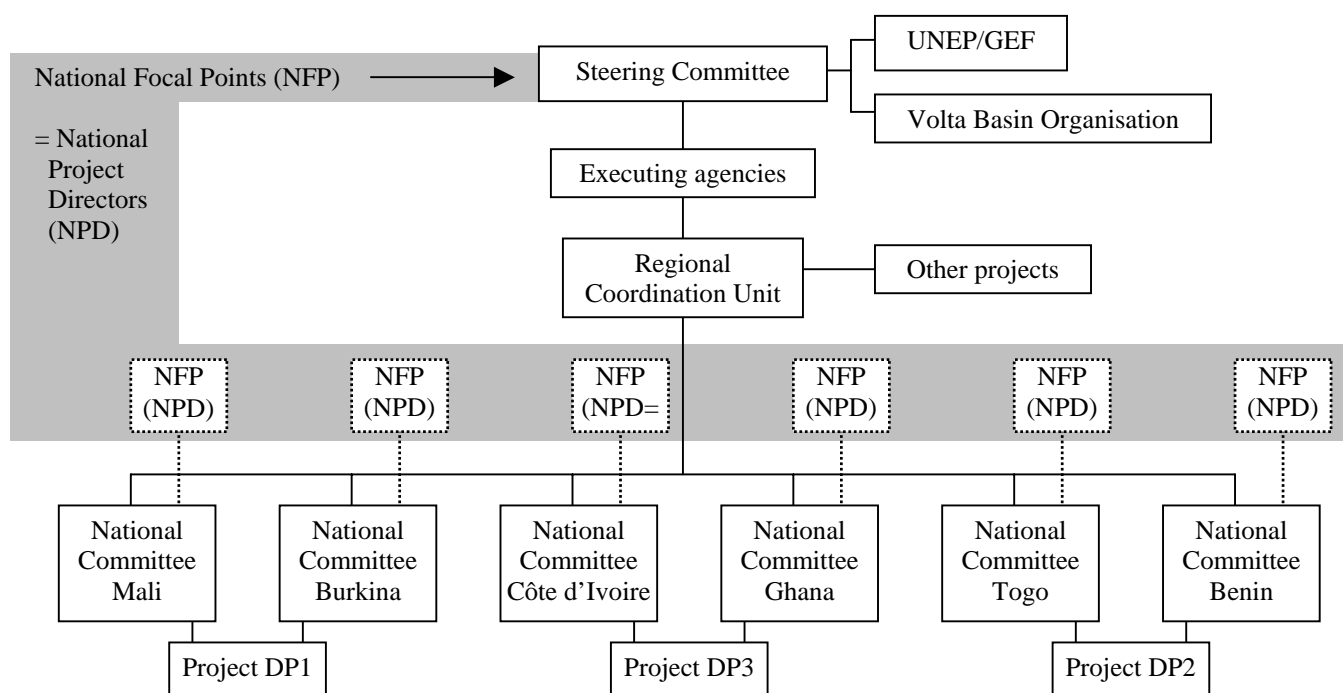 UNEP/GEF
National Focal Points (NFP)
Steering Committee
Volta Basin Organisation
= National
Project
Directors
(NPD)
Executing agencies
Regional
Coordination Unit
Other projects
NFP
(NPD)
NFP
(NPD)
NFP
(NPD=
NFP
(NPD)
NFP
(NPD)
NFP
(NPD)
National
Committee
Mali
National
Committee
Burkina
National
Committee
Côte d’Ivoire
National
Committee
Ghana
National
Committee
Togo
National
Committee
Benin
Project DP1
Project DP3
Project DP2